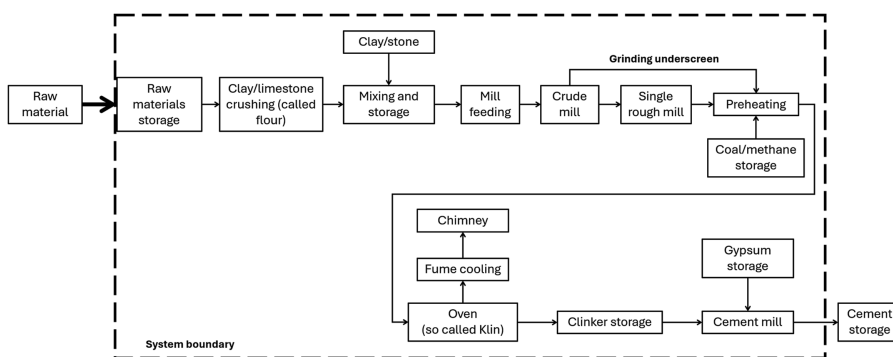 Clay/stone
Grinding underscreen
Raw
material
Raw
materials
storage
Clay/limestone
crushing (called
flour)
Mixing and
storage
Mill
feeding
Crude
mill
Single
rough mill
Preheating
Coal/methane
storage
Chimney
Fume cooling
Gypsum
storage
Oven
(so called Klin)
Clinker storage
Cement mill
Cement
storage
System boundary